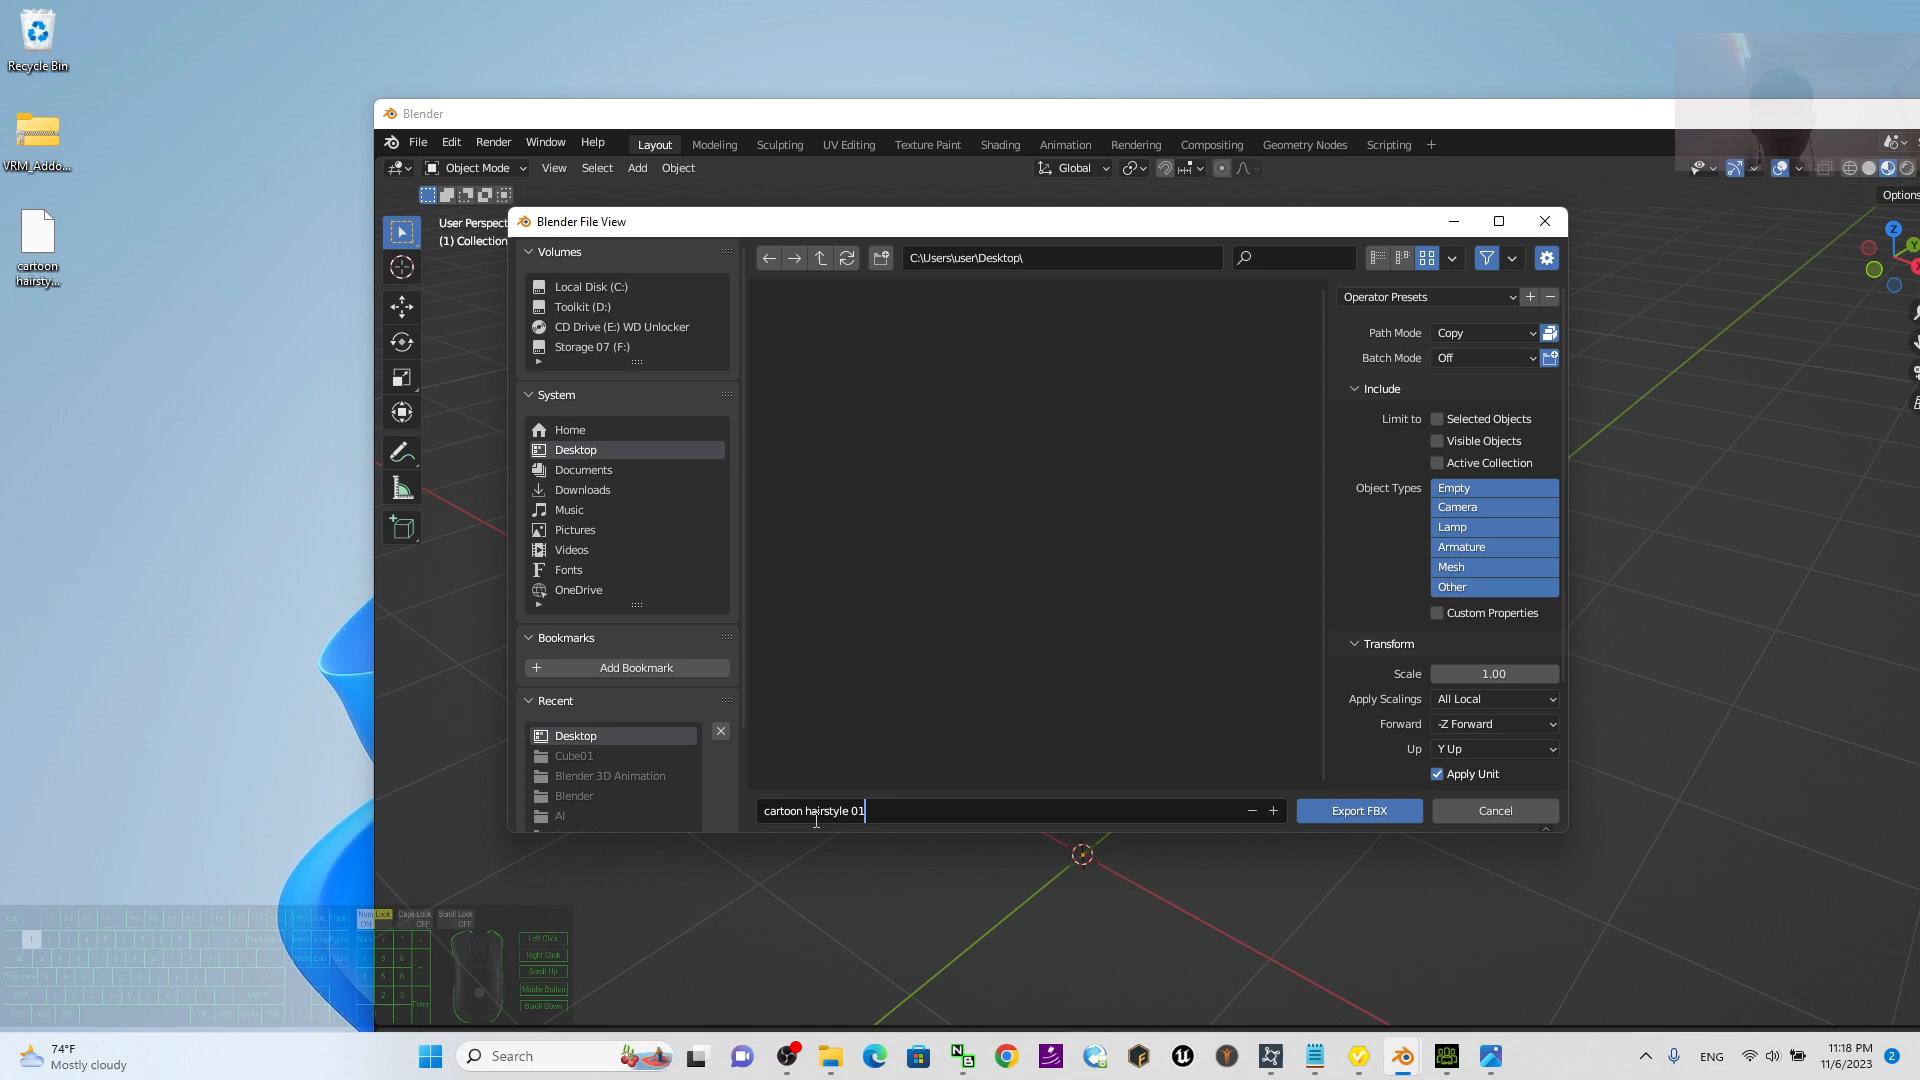 Recycle Bin
VRM_Addo...
cartoon
hairsty...
Blender
File Edit Render Window Help Layout Modeling Sculpting UV Editing Texture Paint Shading Animation Rendering Compositing Geometry Nodes Scripting +
Object Mode View Select Add Object Global
Options
User Perspect
(1) Collection
Z
Y
Blender File View
Volumes
Local Disk (C:)
Toolkit (D:)
CD Drive (E:) WD Unlocker
Storage 07 (F:)
System
Home
Desktop
Documents
Downloads
Music
Pictures
Videos
Fonts
OneDrive
Bookmarks
Add Bookmark
Recent
Desktop
Cube01
Blender 3D Animation
Blender
AI
C:\Users\user\Desktop\
Operator Presets
Path Mode Copy
Batch Mode Off
Include
Limit to Selected Objects
Visible Objects
Active Collection
Object Types Empty
Camera
Lamp
Armature
Mesh
Other
Custom Properties
Transform
Scale 1.00
Apply Scalings All Local
Forward -Z Forward
Up Y Up
Apply Unit
cartoon hairstyle 01
Export FBX
Cancel
Num Lock Caps Lock Scroll Lock
ON OFF OFF
Left Click
Right Click
Scroll Up
Middle Button
Scroll Down
74°F
Mostly cloudy
Search
ENG
11:18 PM
11/6/2023
2